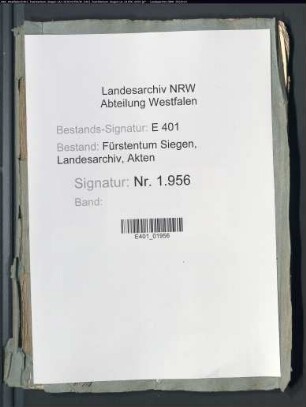 Landesarchiv NRW
Abteilung Westfalen
Bestands-Signatur: E 401
Bestand: Fürstentum Siegen,
Landesarchiv, Akten
Signatur: Nr. 1.956
Band:
E401_01956